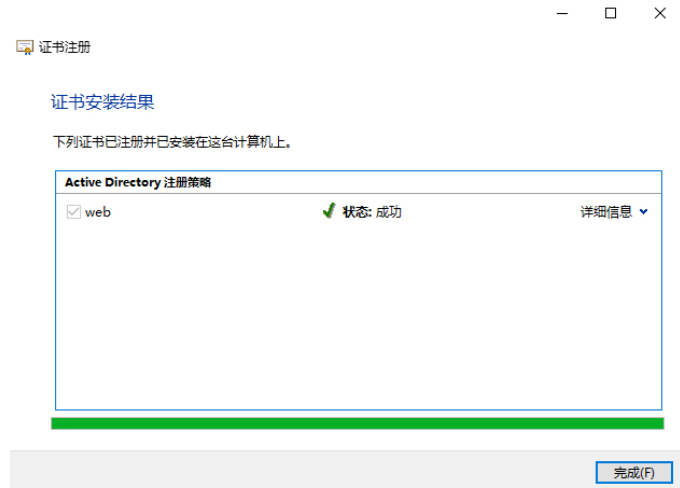 证书注册
证书安装结果
下列证书已注册并已安装在这台计算机上。
Active Directory 注册策略
web 状态: 成功 详细信息
完成(F)